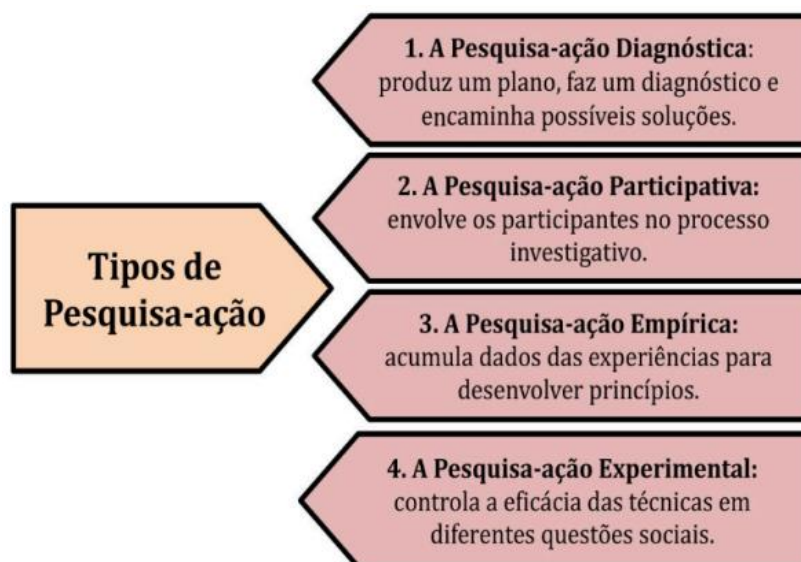 Tipos de
Pesquisa-ação
1. A Pesquisa-ação Diagnóstica:
produz um plano, faz um diagnóstico e
encaminha possíveis soluções.
2. A Pesquisa-ação Participativa:
envolve os participantes no processo
investigativo.
3. A Pesquisa-ação Empírica:
acumula dados das experiências para
desenvolver princípios.
4. A Pesquisa-ação Experimental:
controla a eficácia das técnicas em
diferentes questões sociais.